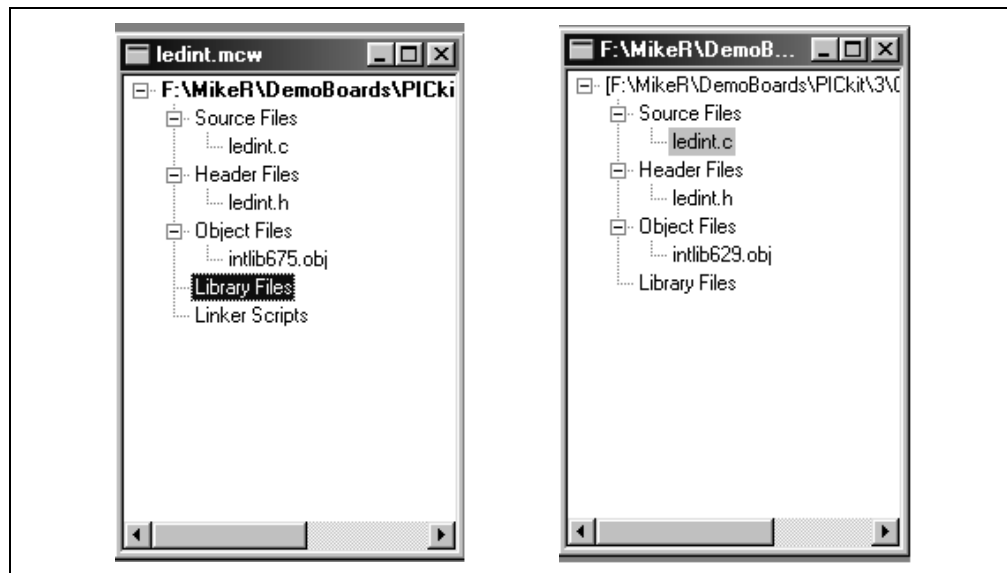 ledint.mcw
F:\MikeR\DemoBoards\PICki
Source Files
ledint.c
Header Files
ledint.h
Object Files
intlib675.obj
Library Files
Linker Scripts
F:\MikeR\DemoB...
[F:\MikeR\DemoBoards\PICkit\3\
Source Files
ledint.c
Header Files
ledint.h
Object Files
intlib629.obj
Library Files